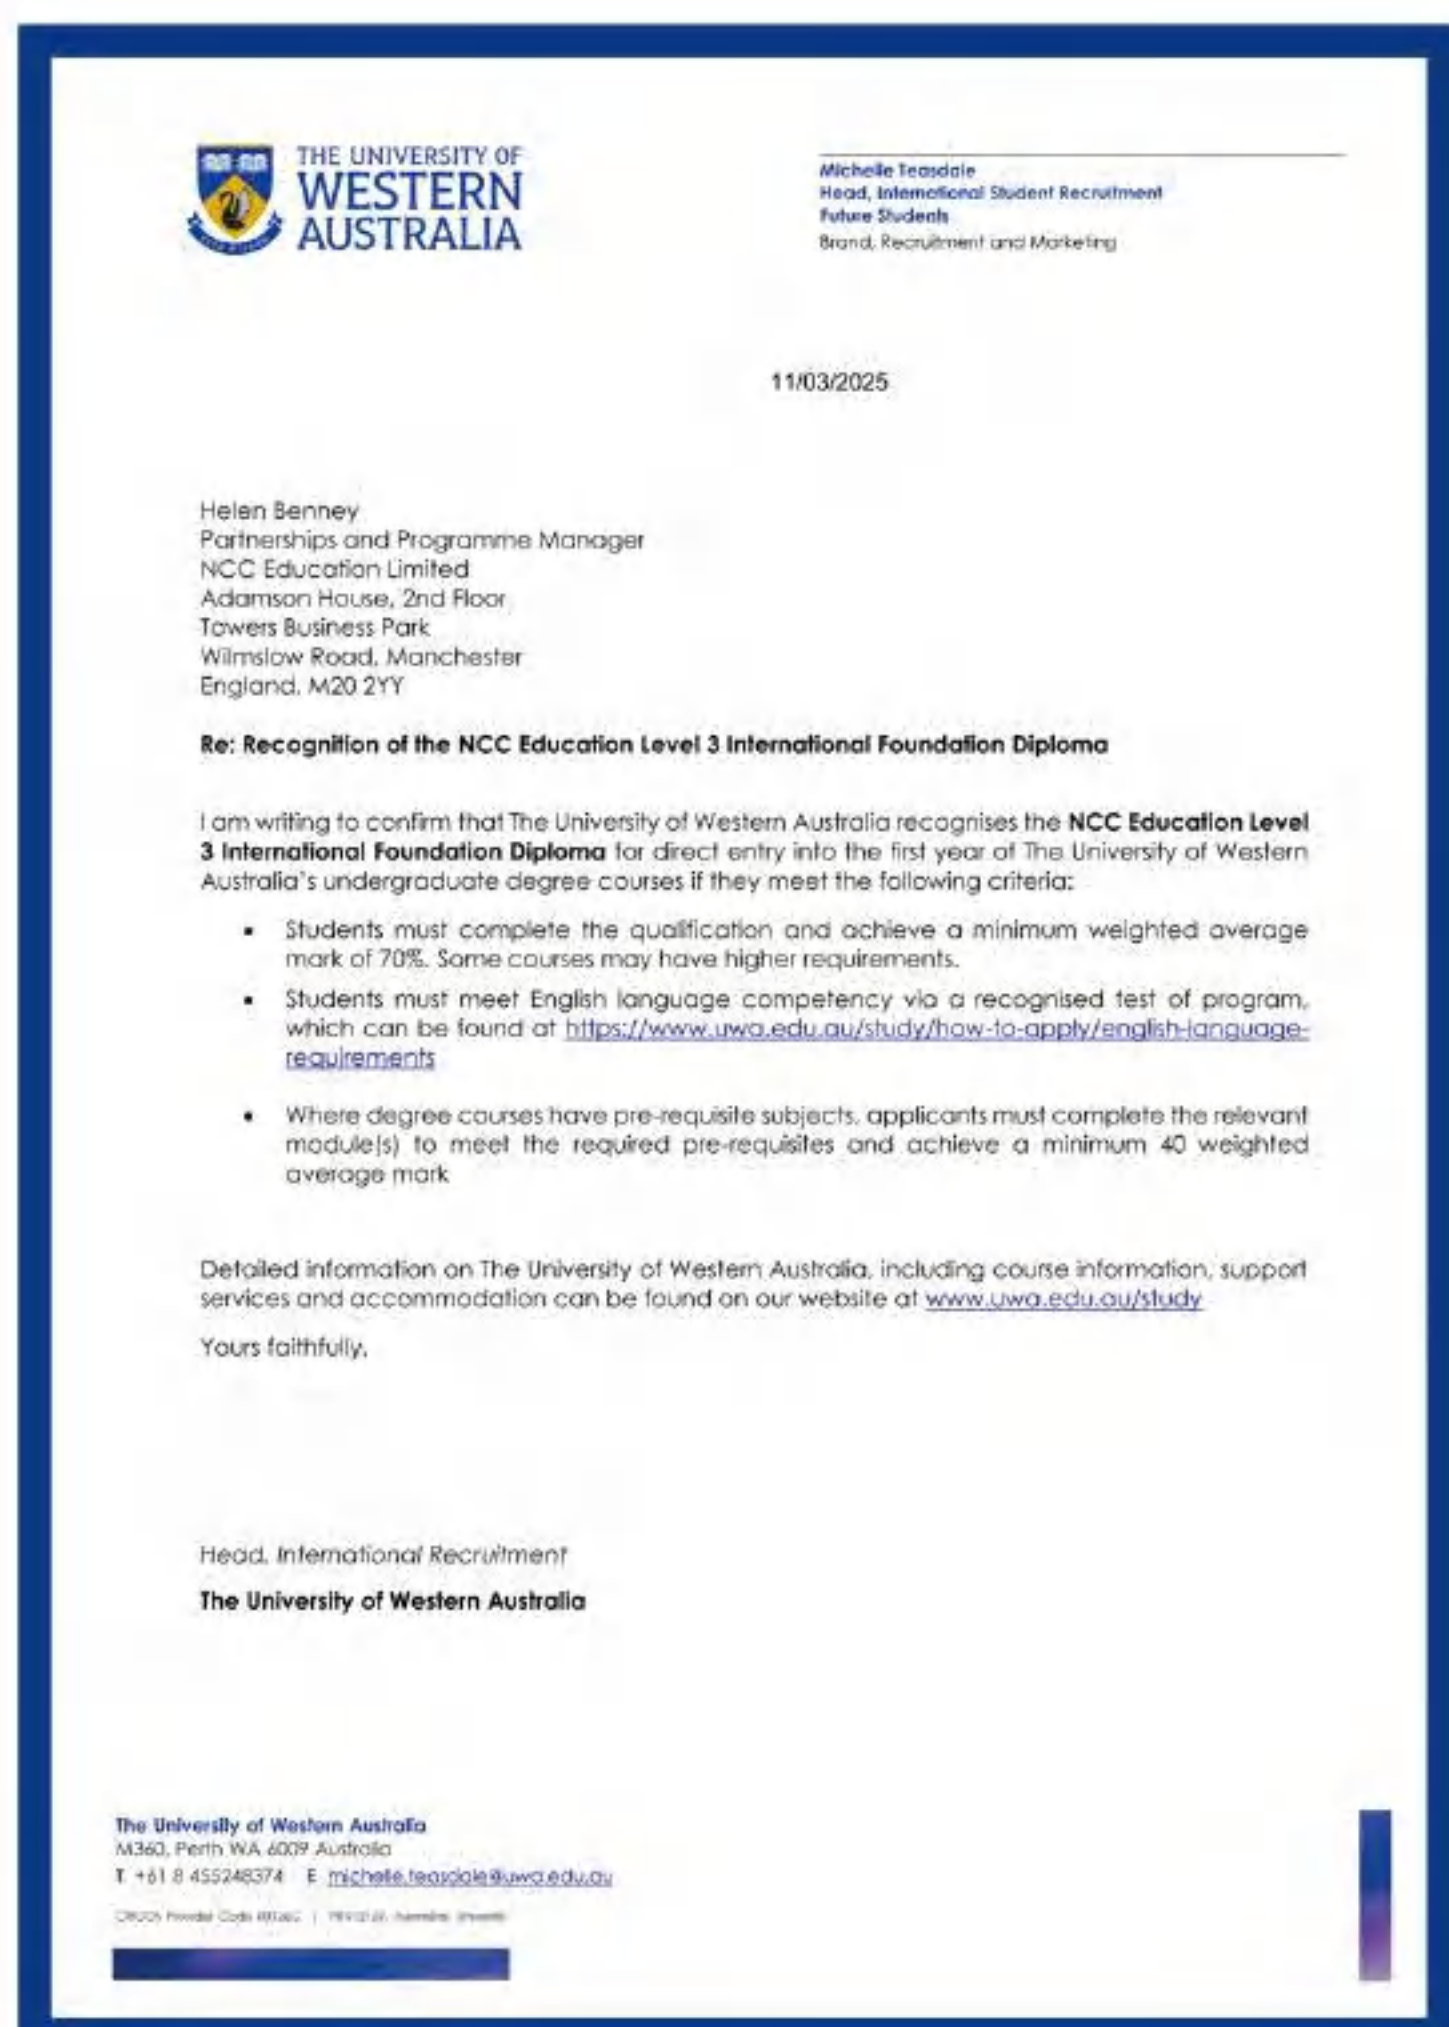 THE UNIVERSITY OF
WESTERN
AUSTRALIA
Michelle Teasdale
Head, International Student Recruitment
Future Students
Brand, Recruitment and Marketing
11/03/2025
Helen Benney
Partnerships and Programme Manager
NCC Education Limited
Adamson House, 2nd Floor
Towers Business Park
Wilmslow Road, Manchester
England, M20 2YY
Re: Recognition of the NCC Education Level 3 International Foundation Diploma
I am writing to confirm that The University of Western Australia recognises the NCC Education Level
3 International Foundation Diploma for direct entry into the first year of The University of Western
Australia's undergraduate degree courses if they meet the following criteria:
• Students must complete the qualification and achieve a minimum weighted average
mark of 70%. Some courses may have higher requirements.
• Students must meet English language competency via a recognised test of program,
which can be found at https://www.uwa.edu.au/study/how-to-apply/english-language-
requirements
• Where degree courses have pre-requisite subjects, applicants must complete the relevant
module(s) to meet the required pre-requisites and achieve a minimum 40 weighted
average mark
Detailed information on The University of Western Australia, including course information, support
services and accommodation can be found on our website at www.uwa.edu.au/study
Yours faithfully,
Head, International Recruitment
The University of Western Australia
The University of Western Australia
M360, Perth WA 6009 Australia
T +61 8 455248374 E michelle.teasdale@uwa.edu.au
CRICOS Provider Code